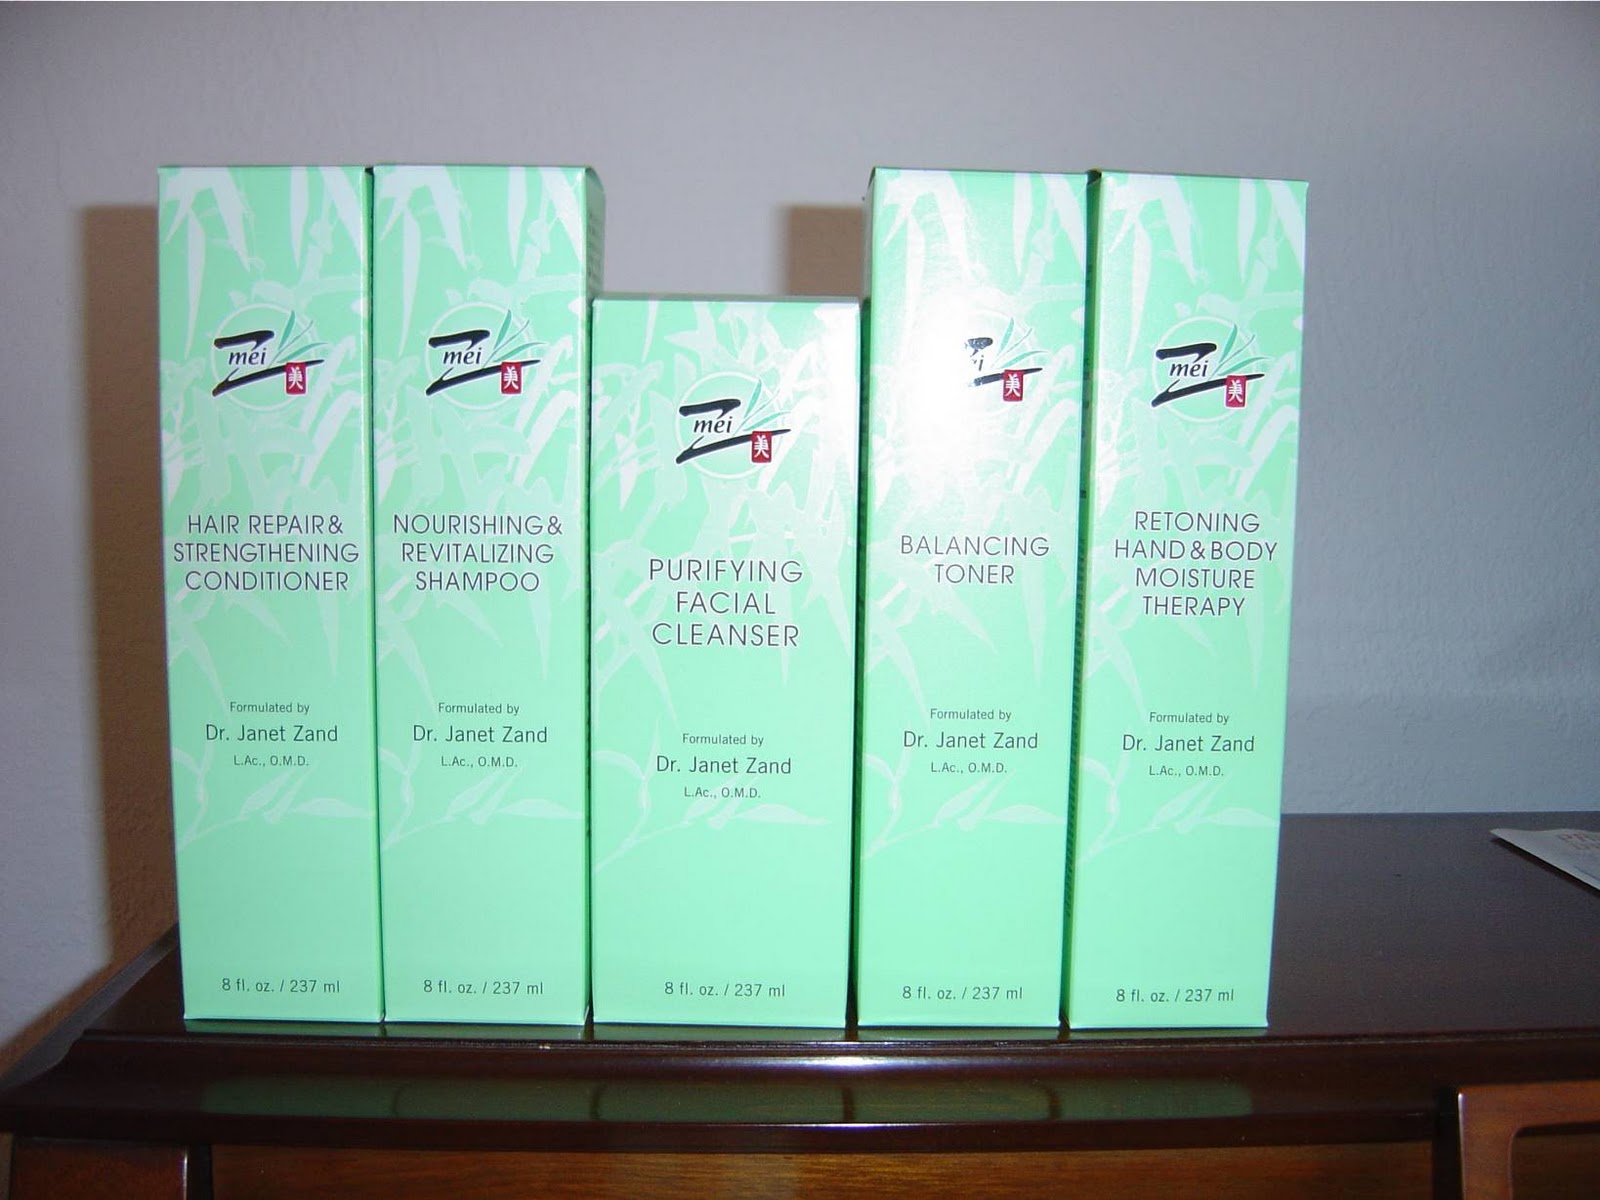 mei
美
HAIR REPAIR &
STRENGTHENING
CONDITIONER
Formulated by
Dr. Janet Zand
L.Ac., O.M.D.
8 fl. oz. / 237 ml
mei
美
NOURISHING &
REVITALIZING
SHAMPOO
Formulated by
Dr. Janet Zand
L.Ac., O.M.D.
8 fl. oz. / 237 ml
mei
美
PURIFYING
FACIAL
CLEANSER
Formulated by
Dr. Janet Zand
L.Ac., O.M.D.
8 fl. oz. / 237 ml
美
BALANCING
TONER
Formulated by
Dr. Janet Zand
L.Ac., O.M.D.
8 fl. oz. / 237 ml
mei
美
RETONING
HAND & BODY
MOISTURE
THERAPY
Formulated by
Dr. Janet Zand
L.Ac., O.M.D.
8 fl. oz. / 237 ml